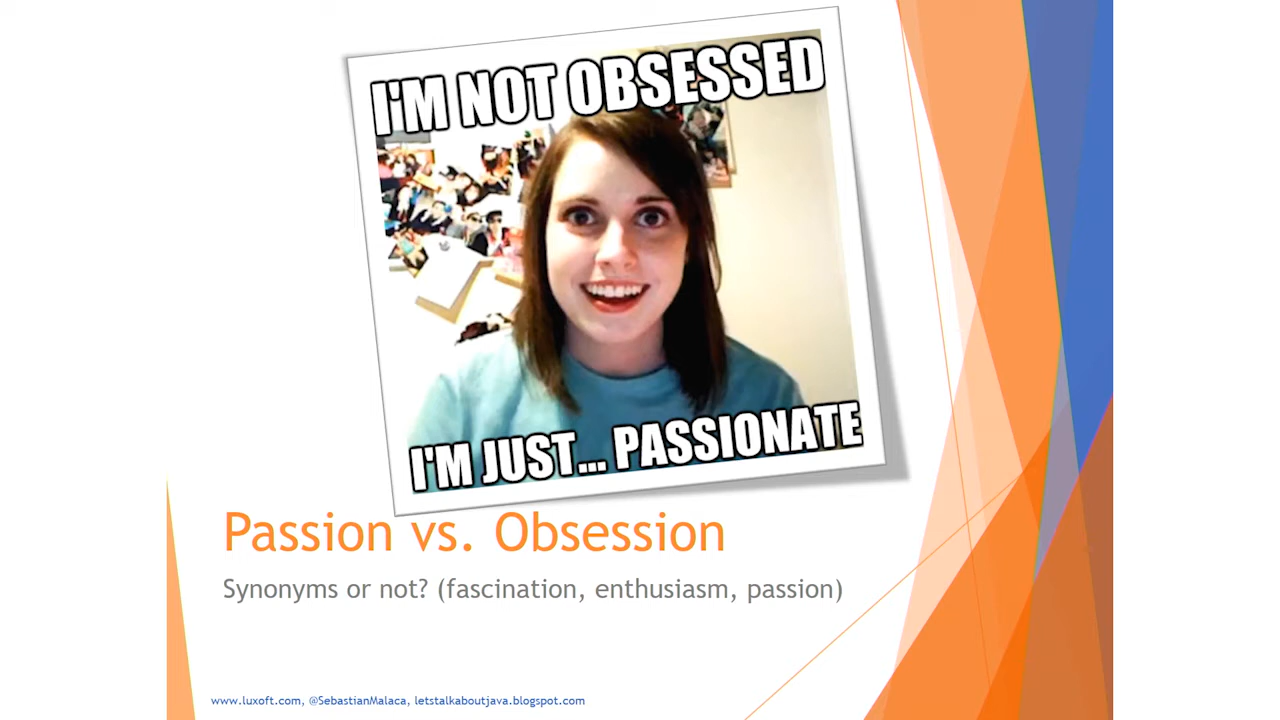 I'M NOT OBSESSED
I'M JUST... PASSIONATE
Passion vs. Obsession
Synonyms or not? (fascination, enthusiasm, passion)
www.luxoft.com, @SebastianMalaca, letstalkaboutjava.blogspot.com